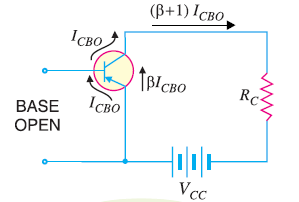 (β+1) I_CBO
I_CBO
βI_CBO
I_CBO
R_C
BASE
OPEN
V_CC